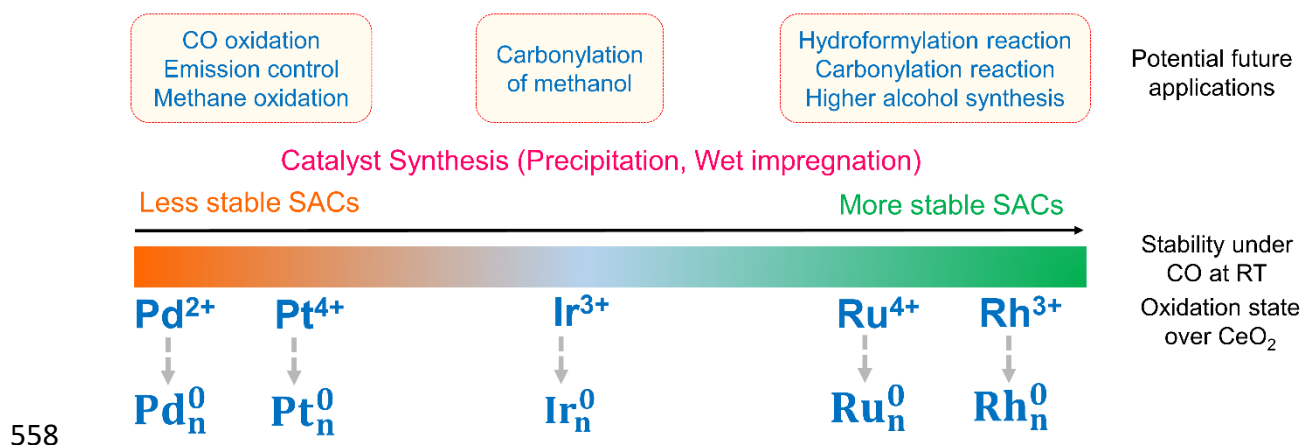 CO oxidation
Emission control
Methane oxidation
Carbonylation
of methanol
Hydroformylation reaction
Carbonylation reaction
Higher alcohol synthesis
Potential future
applications
Catalyst Synthesis (Precipitation, Wet impregnation)
Less stable SACs
More stable SACs
Stability under
CO at RT
Pd²⁺ Pt⁴⁺ Ir³⁺ Ru⁴⁺ Rh³⁺
Oxidation state
over CeO₂
Pd⁰ₙ Pt⁰ₙ Ir⁰ₙ Ru⁰ₙ Rh⁰ₙ
558